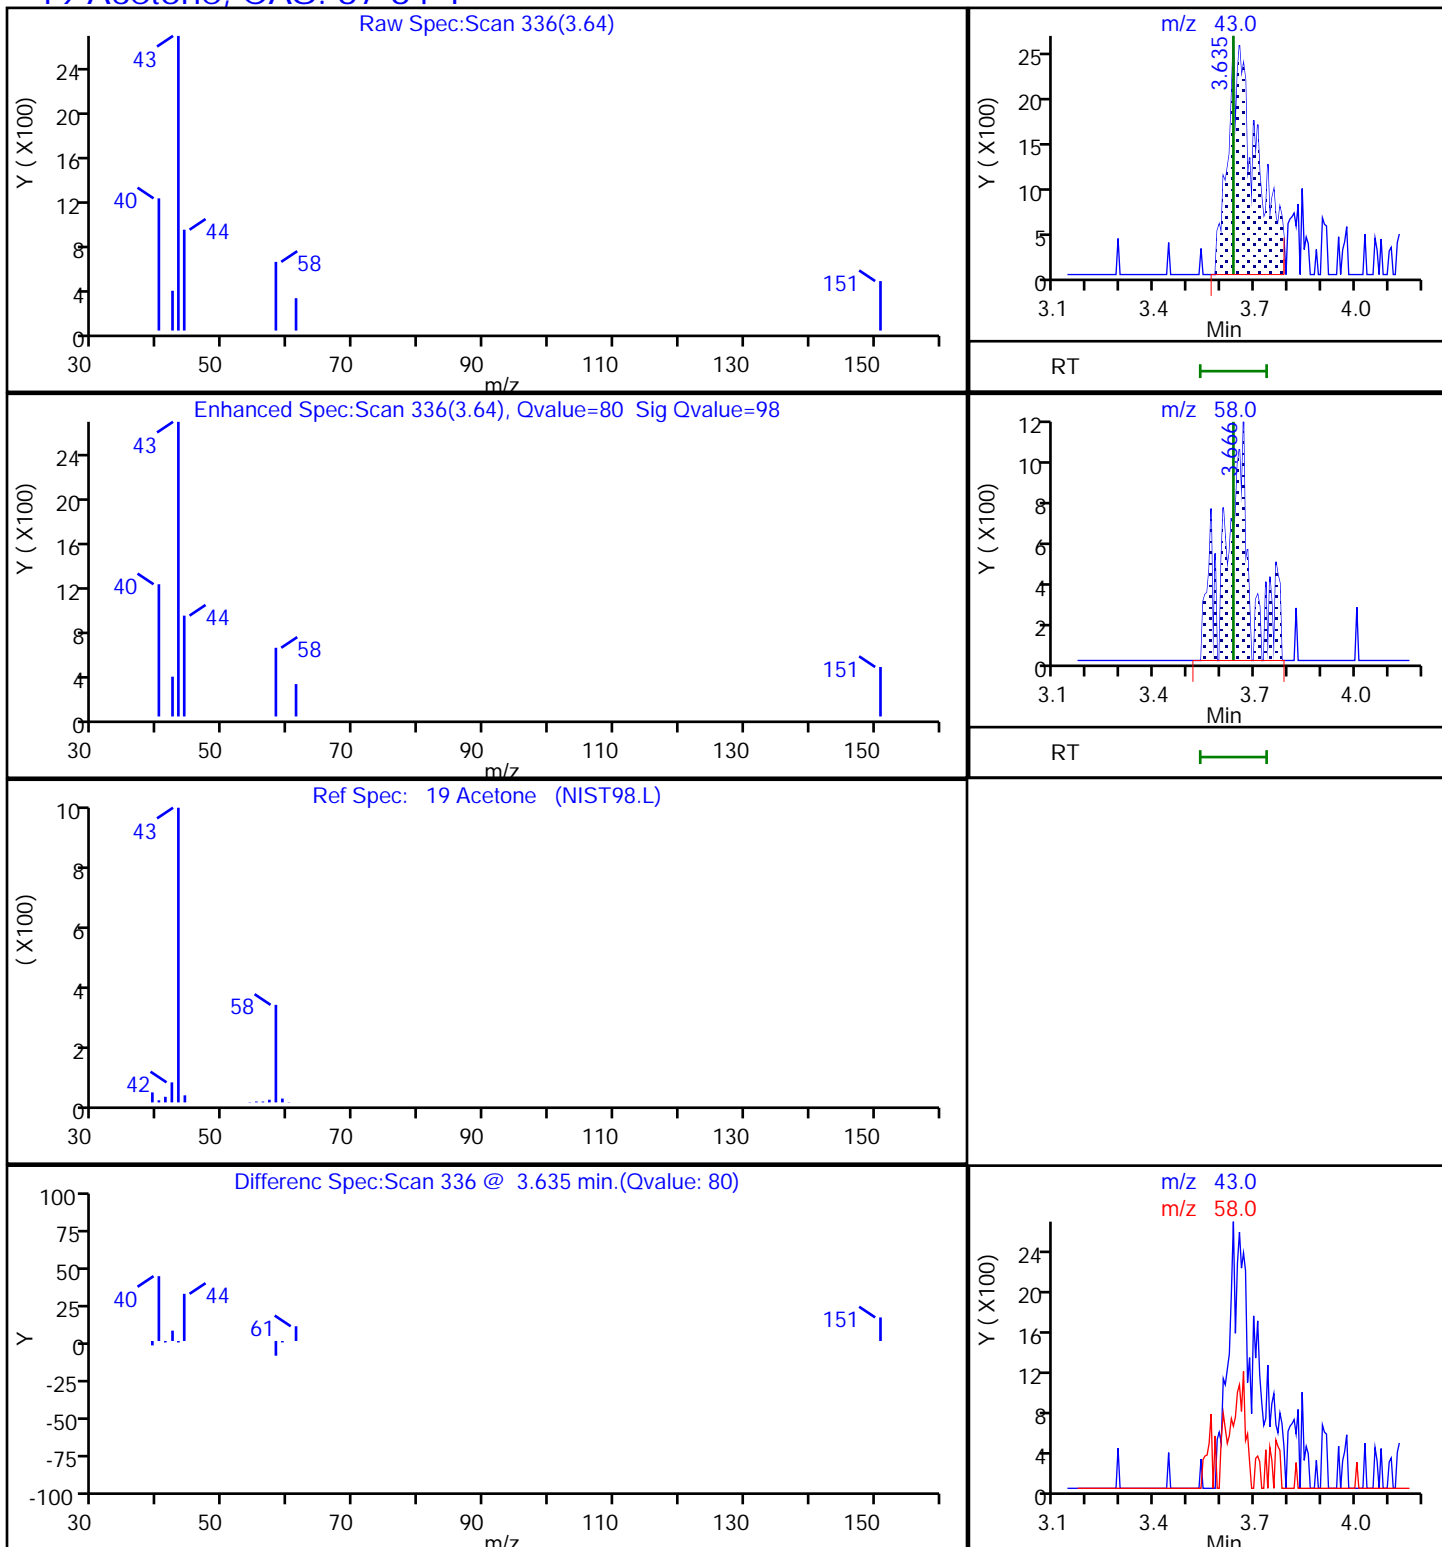 Raw Spec:Scan 336(3.64)
Y ( X100)
24
20
16
12
8
4
0
43
40
44
58
151
30 50 70 90 110 130 150
m/z
m/z 43.0
Y ( X100)
25
20
15
10
5
0
3.635
3.1 3.4 3.7 4.0
Min
RT
Enhanced Spec:Scan 336(3.64), Qvalue=80 Sig Qvalue=98
Y ( X100)
24
20
16
12
8
4
0
43
40
44
58
151
30 50 70 90 110 130 150
m/z
m/z 58.0
Y ( X100)
12
10
8
6
4
2
0
3.666
3.1 3.4 3.7 4.0
Min
RT
Ref Spec: 19 Acetone (NIST98.L)
( X100)
10
8
6
4
2
0
43
58
42
30 50 70 90 110 130 150
Differenc Spec:Scan 336 @ 3.635 min.(Qvalue: 80)
Y
100
75
50
25
0
-25
-50
-75
-100
40
44
61
151
30 50 70 90 110 130 150
m/z
m/z 43.0
m/z 58.0
Y ( X100)
24
20
16
12
8
4
0
3.1 3.4 3.7 4.0
Min